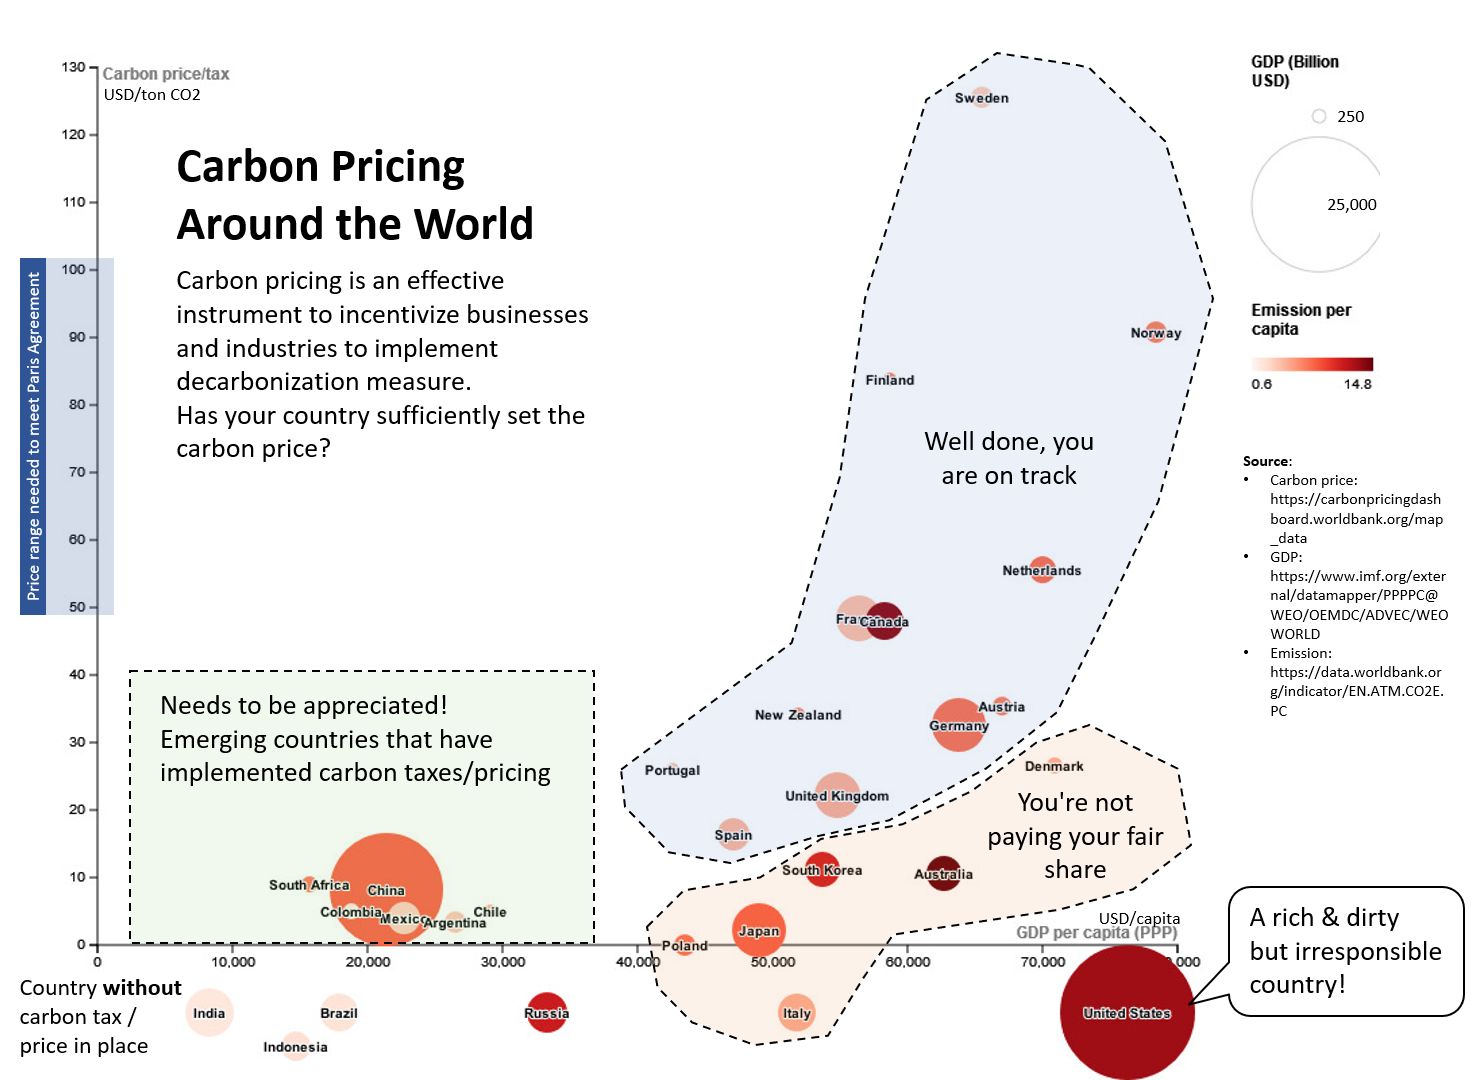 130
Carbon price/tax
USD/ton CO2
120
110
100
90
80
70
60
50
40
30
20
10
0
Price range needed to meet Paris Agreement
Carbon Pricing
Around the World
Carbon pricing is an effective
instrument to incentivize businesses
and industries to implement
decarbonization measure.
Has your country sufficiently set the
carbon price?
Sweden
Norway
Finland
Well done, you
are on track
Netherlands
Canada
New Zealand
Austria
Germany
Portugal
United Kingdom
Spain
Needs to be appreciated!
Emerging countries that have
implemented carbon taxes/pricing
South Africa
China
Colombia
Mexico
Argentina
Chile
Denmark
You're not
paying your fair
share
South Korea
Australia
Japan
Poland
Italy
USD/capita
GDP per capita (PPP)
0
10,000
20,000
30,000
40,000
50,000
60,000
70,000
Country without
carbon tax /
price in place
India
Brazil
Indonesia
Russia
United States
A rich & dirty
but irresponsible
country!
GDP (Billion
USD)
250
25,000
Emission per
capita
0.6
14.8
Source:
• Carbon price:
https://carbonpricingdash
board.worldbank.org/map
_data
• GDP:
https://www.imf.org/exter
nal/datamapper/PPPPC@
WEO/OEMDC/ADVEC/WEO
WORLD
• Emission:
https://data.worldbank.or
g/indicator/EN.ATM.CO2E.
PC